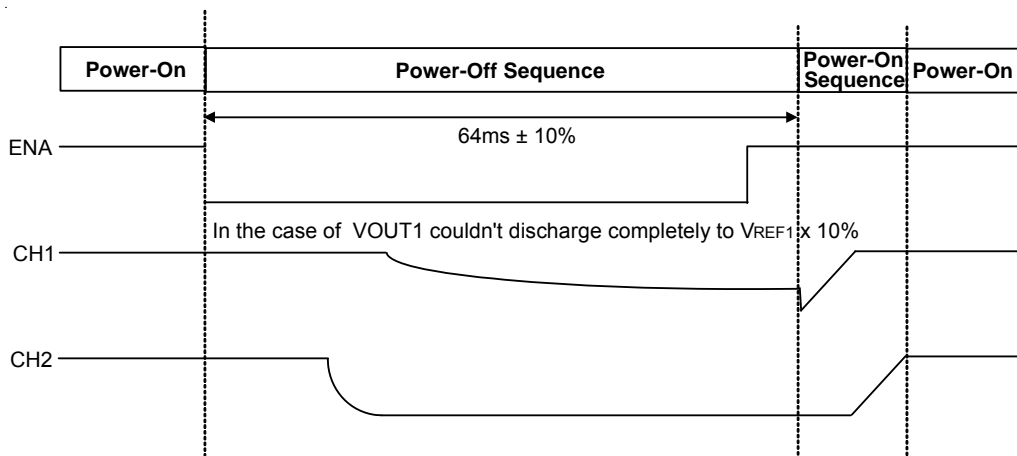 Power-On
Power-Off Sequence
Power-On
Sequence
Power-On
64ms ± 10%
ENA
In the case of VOUT1 couldn't discharge completely to VREF1 x 10%
CH1
CH2